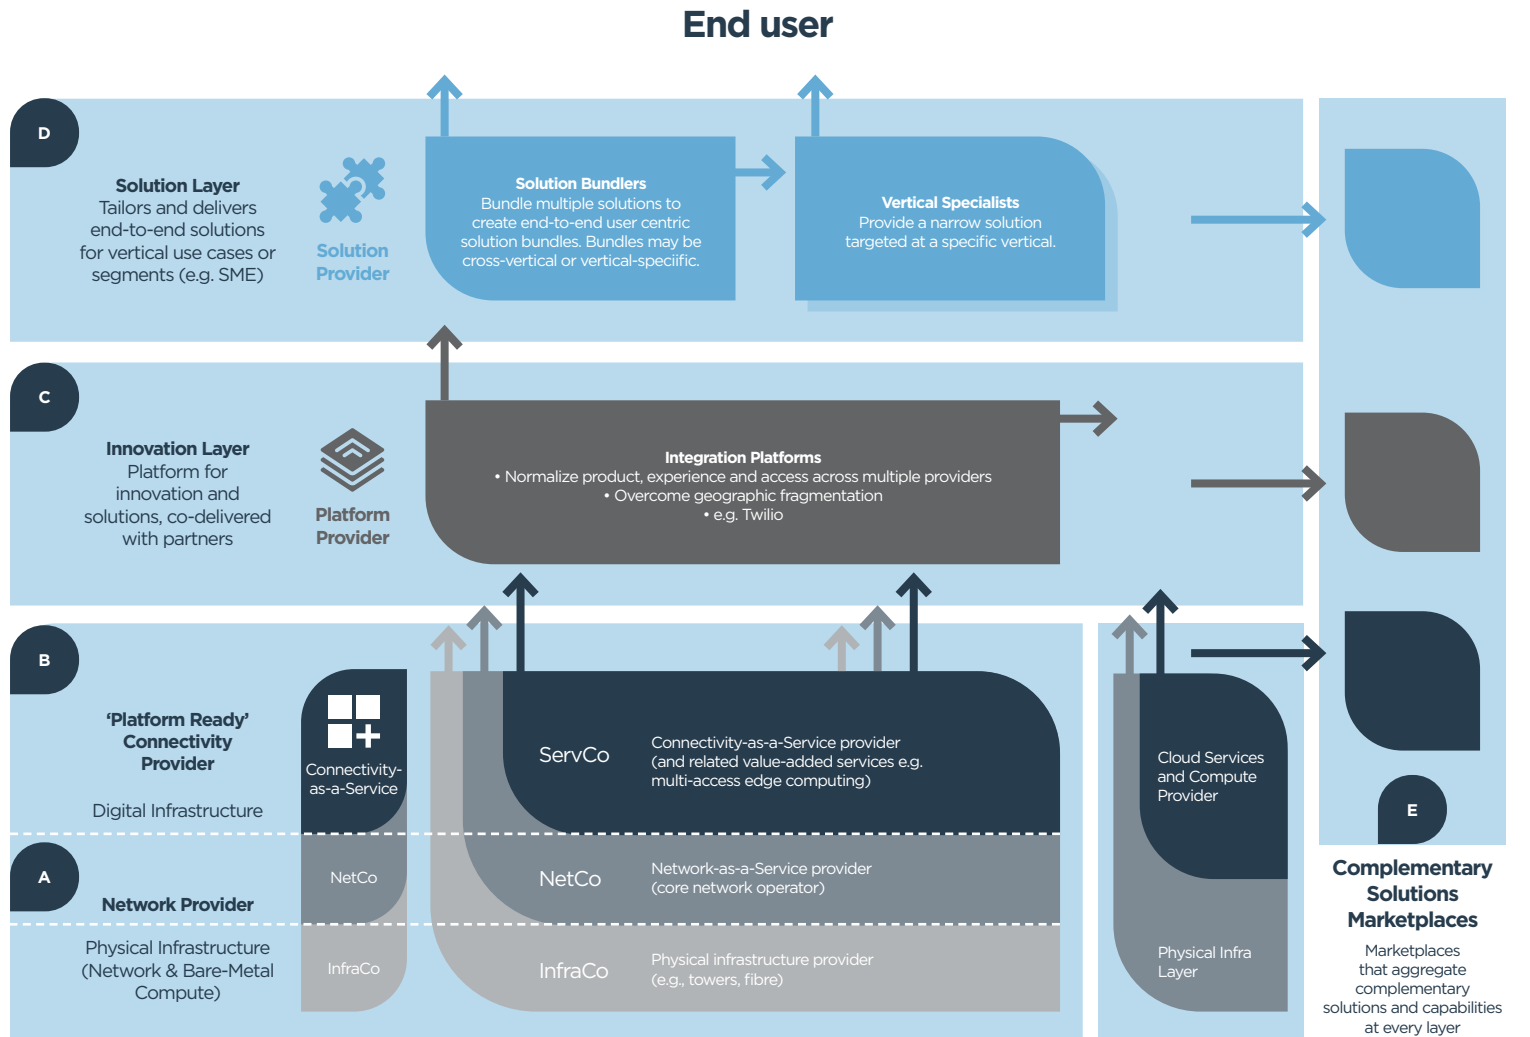 End user
D
Solution Layer
Tailors and delivers
end-to-end solutions
for vertical use cases or
segments (e.g. SME)
Solution
Provider
Solution Bundlers
Bundle multiple solutions to
create end-to-end user centric
solution bundles. Bundles may be
cross-vertical or vertical-speciific.
Vertical Specialists
Provide a narrow solution
targeted at a specific vertical.
C
Innovation Layer
Platform for
innovation and
solutions, co-delivered
with partners
Platform
Provider
Integration Platforms
• Normalize product, experience and access across multiple providers
• Overcome geographic fragmentation
• e.g. Twilio
B
‘Platform Ready’
Connectivity
Provider
Digital Infrastructure
Connectivity-
as-a-Service
ServCo
Connectivity-as-a-Service provider
(and related value-added services e.g.
multi-access edge computing)
Cloud Services
and Compute
Provider
A
Network Provider
Physical Infrastructure
(Network & Bare-Metal
Compute)
NetCo
NetCo
Network-as-a-Service provider
(core network operator)
InfraCo
InfraCo
Physical infrastructure provider
(e.g., towers, fibre)
Physical Infra
Layer
E
Complementary
Solutions
Marketplaces
Marketplaces
that aggregate
complementary
solutions and capabilities
at every layer